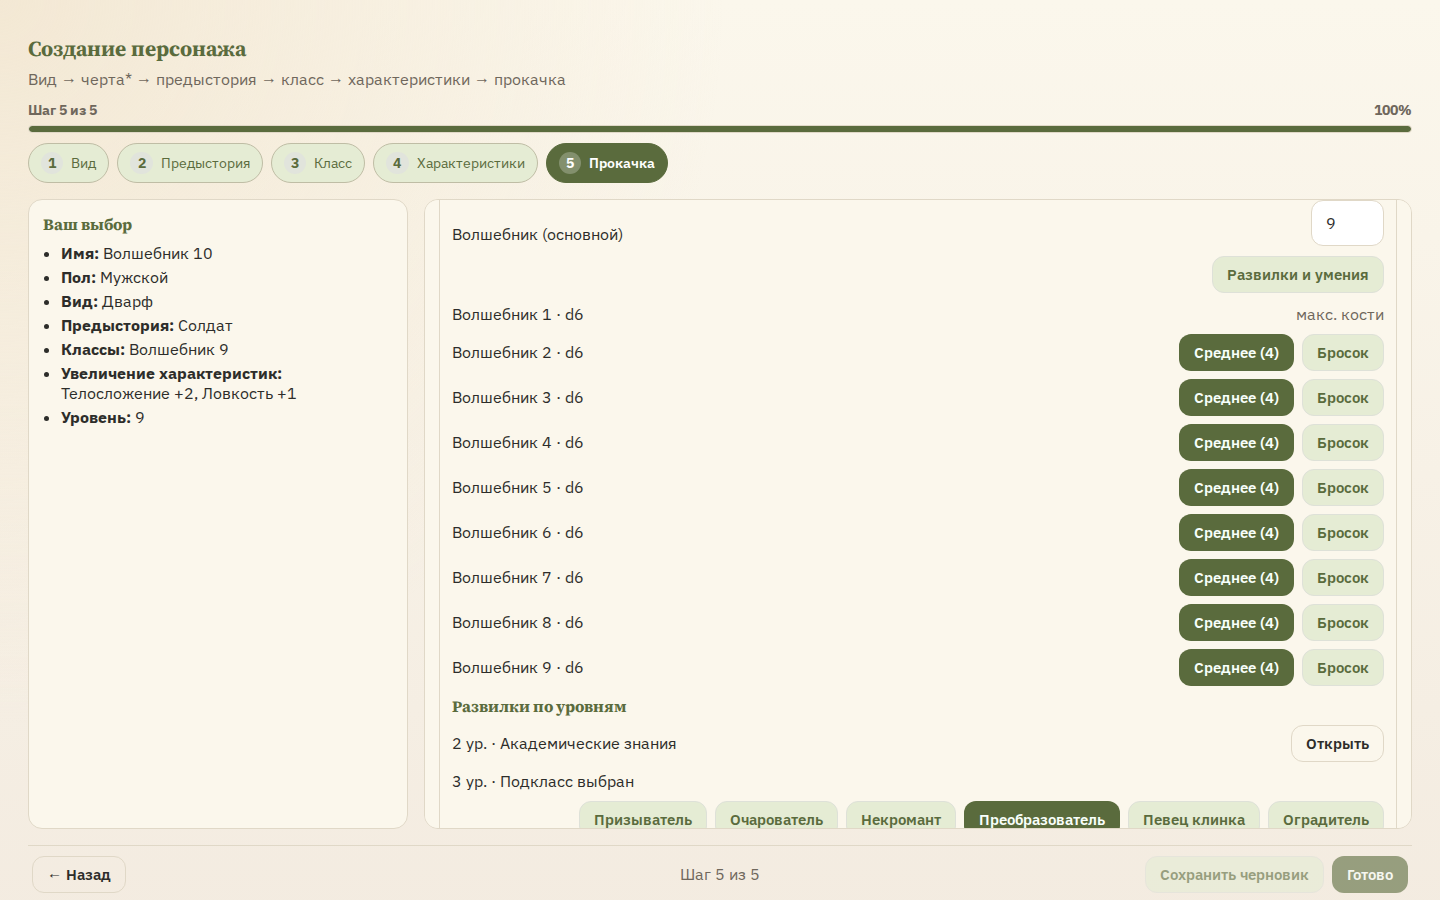 Создание персонажа
Вид → черта* → предыстория → класс → характеристики → прокачка
Шаг 5 из 5
100%
1 Вид
2 Предыстория
3 Класс
4 Характеристики
5 Прокачка
Ваш выбор
Имя: Волшебник 10
Пол: Мужской
Вид: Дварф
Предыстория: Солдат
Классы: Волшебник 9
Увеличение характеристик:
Телосложение +2, Ловкость +1
Уровень: 9
Волшебник (основной)
9
Развилки и умения
Волшебник 1 · d6
макс. кости
Волшебник 2 · d6
Среднее (4)
Бросок
Волшебник 3 · d6
Среднее (4)
Бросок
Волшебник 4 · d6
Среднее (4)
Бросок
Волшебник 5 · d6
Среднее (4)
Бросок
Волшебник 6 · d6
Среднее (4)
Бросок
Волшебник 7 · d6
Среднее (4)
Бросок
Волшебник 8 · d6
Среднее (4)
Бросок
Волшебник 9 · d6
Среднее (4)
Бросок
Развилки по уровням
2 ур. · Академические знания
Открыть
3 ур. · Подкласс выбран
Призыватель
Очарователь
Некромант
Преобразователь
Певец клинка
Оградитель
← Назад
Шаг 5 из 5
Сохранить черновик
Готово